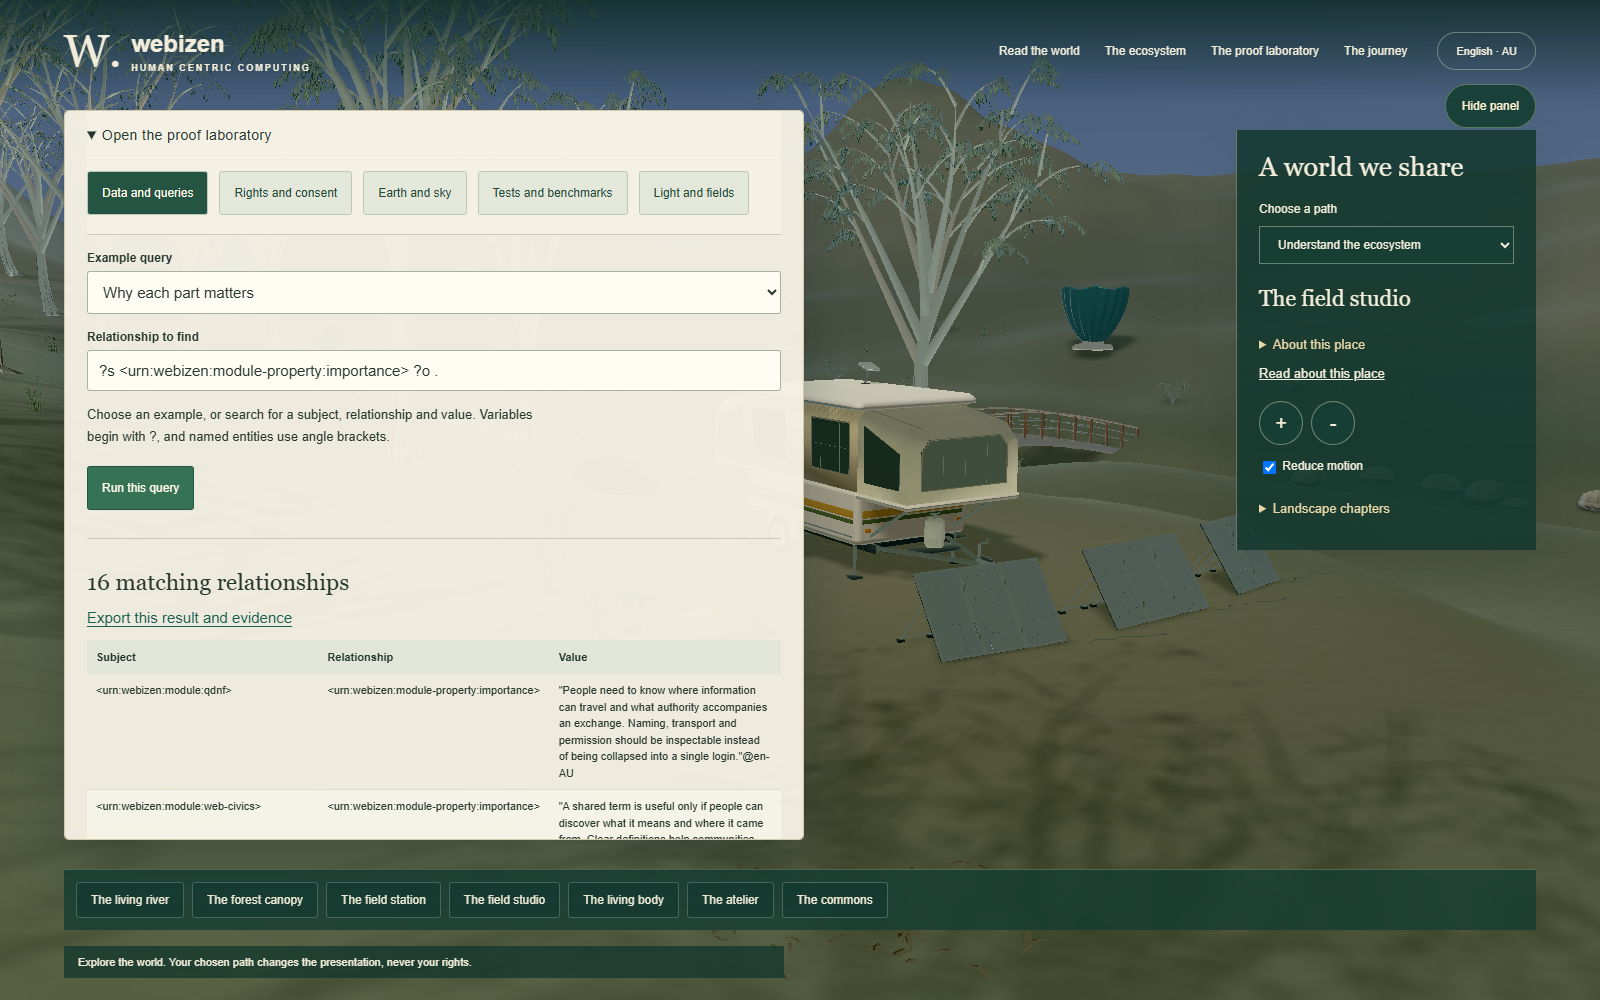 W. webizen
HUMAN CENTRIC COMPUTING
Read the world
The ecosystem
The proof laboratory
The journey
English · AU
Hide panel
Open the proof laboratory
Data and queries
Rights and consent
Earth and sky
Tests and benchmarks
Light and fields
Example query
Why each part matters
Relationship to find
?s <urn:webizen:module-property:importance> ?o .
Choose an example, or search for a subject, relationship and value. Variables
begin with ?, and named entities use angle brackets.
Run this query
16 matching relationships
Export this result and evidence
Subject
Relationship
Value
<urn:webizen:module:qdnf>
<urn:webizen:module-property:importance>
"People need to know where information
can travel and what authority accompanies
an exchange. Naming, transport and
permission should be inspectable instead
of being collapsed into a single login."@en-
AU
<urn:webizen:module:web-civics>
<urn:webizen:module-property:importance>
"A shared term is useful only if people can
discover what it means and where it came
from. Clear definitions help communities
A world we share
Choose a path
Understand the ecosystem
The field studio
About this place
Read about this place
+
-
Reduce motion
Landscape chapters
The living river
The forest canopy
The field station
The field studio
The living body
The atelier
The commons
Explore the world. Your chosen path changes the presentation, never your rights.